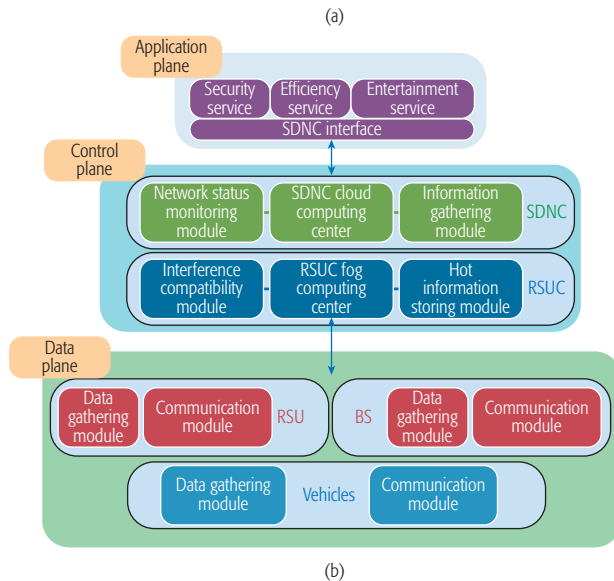 (a)
Application
plane
Security
service
Efficiency
service
Entertainment
service
SDNC interface
Control
plane
Network status
monitoring
module
SDNC cloud
computing
center
Information
gathering
module
SDNC
Interference
compatibility
module
RSUC fog
computing
center
Hot
information
storing module
RSUC
Data
plane
Data
gathering
module
Communication
module
RSU
BS
Data
gathering
module
Communication
module
Data gathering
module
Vehicles
Communication
module
(b)